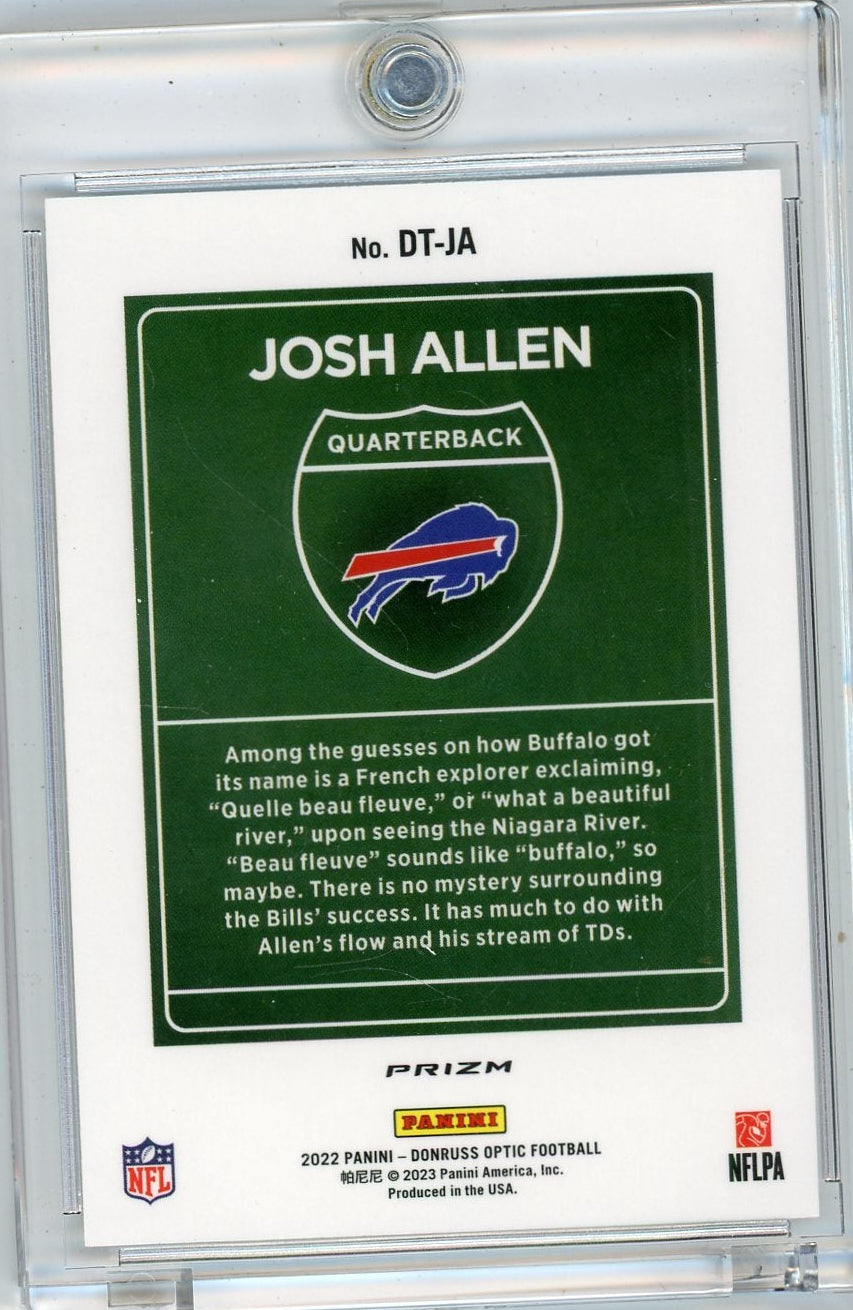 No. DT-JA
JOSH ALLEN
QUARTERBACK
Among the guesses on how Buffalo got
its name is a French explorer exclaiming,
“Quelle beau fleuve,” or “what a beautiful
river,” upon seeing the Niagara River.
“Beau fleuve” sounds like “buffalo,” so
maybe. There is no mystery surrounding
the Bills’ success. It has much to do with
Allen’s flow and his stream of TDs.
PRIZM
PANINI
2022 PANINI – DONRUSS OPTIC FOOTBALL
帕尼尼 © 2023 Panini America, Inc.
Produced in the USA.
NFL
NFLPA